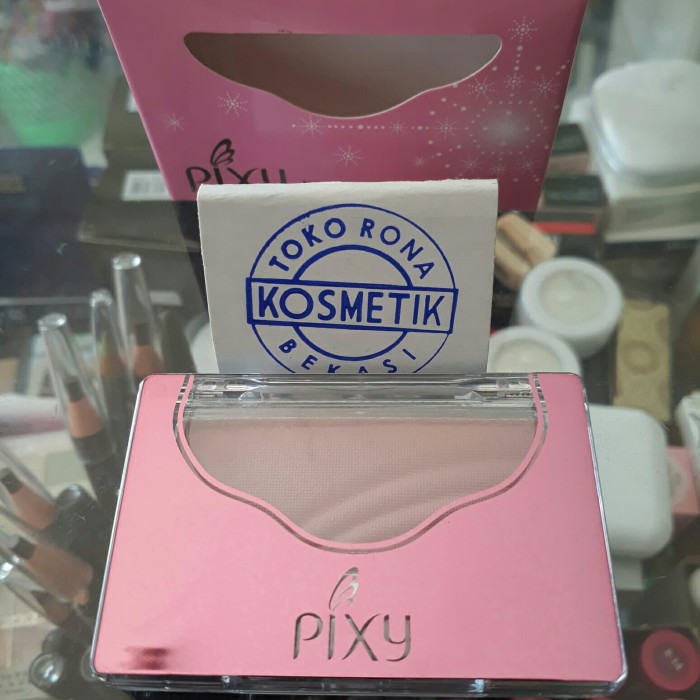 PIXY
TOKO RONA
KOSMETIK
BEKASI
PIXY